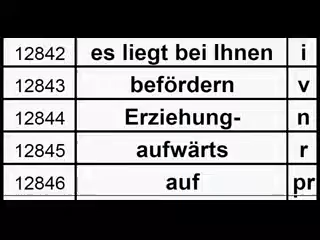 12842 es liegt bei Ihnen i
12843 befördern v
12844 Erziehung- n
12845 aufwärts r
12846 auf pr